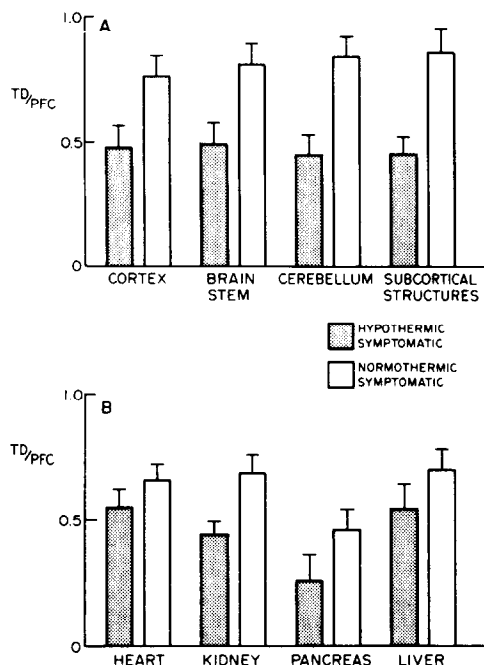 A
1.0
TD/PFC
0.5
0
CORTEX
BRAIN
STEM
CEREBELLUM
SUBCORTICAL
STRUCTURES
HYPOTHERMIC
SYMPTOMATIC
NORMOTHERMIC
SYMPTOMATIC
B
1.0
TD/PFC
0.5
0
HEART
KIDNEY
PANCREAS
LIVER